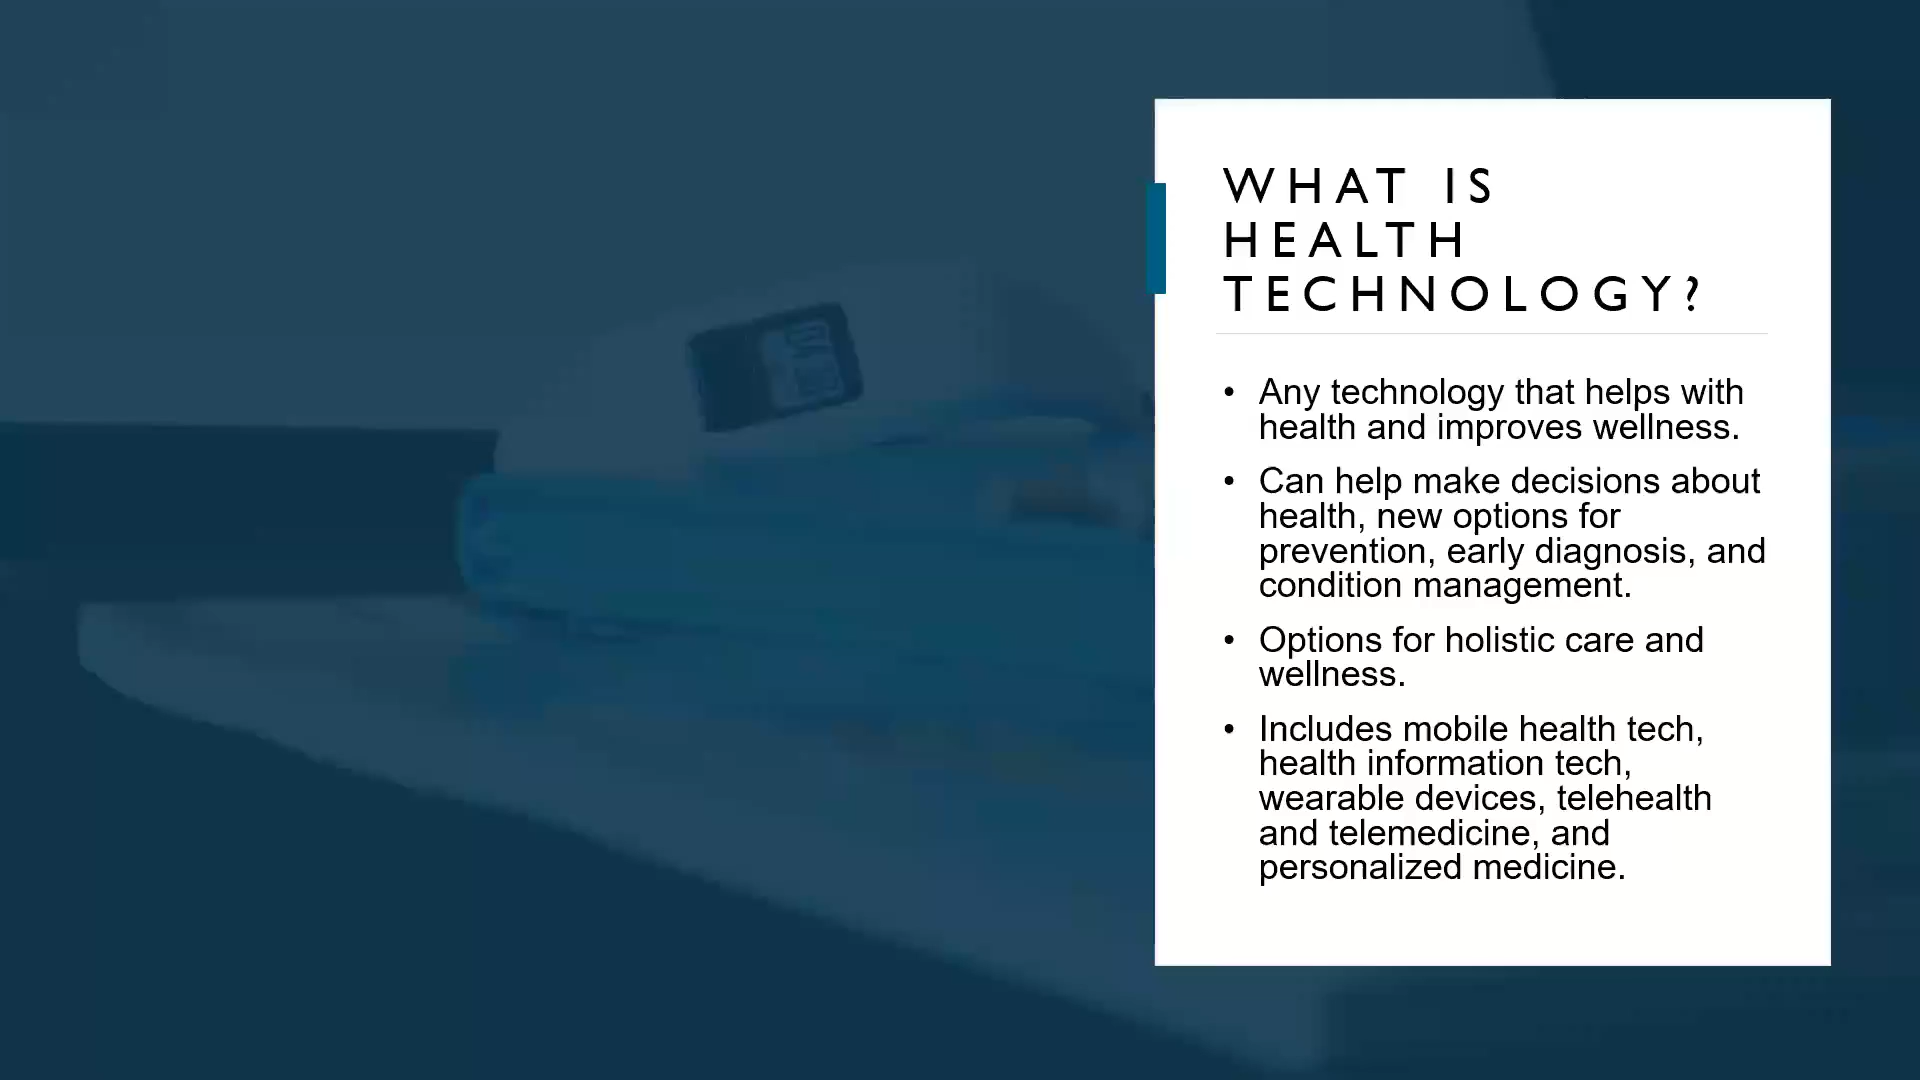 WHAT IS
HEALTH
TECHNOLOGY?
• Any technology that helps with
health and improves wellness.
• Can help make decisions about
health, new options for
prevention, early diagnosis, and
condition management.
• Options for holistic care and
wellness.
• Includes mobile health tech,
health information tech,
wearable devices, telehealth
and telemedicine, and
personalized medicine.